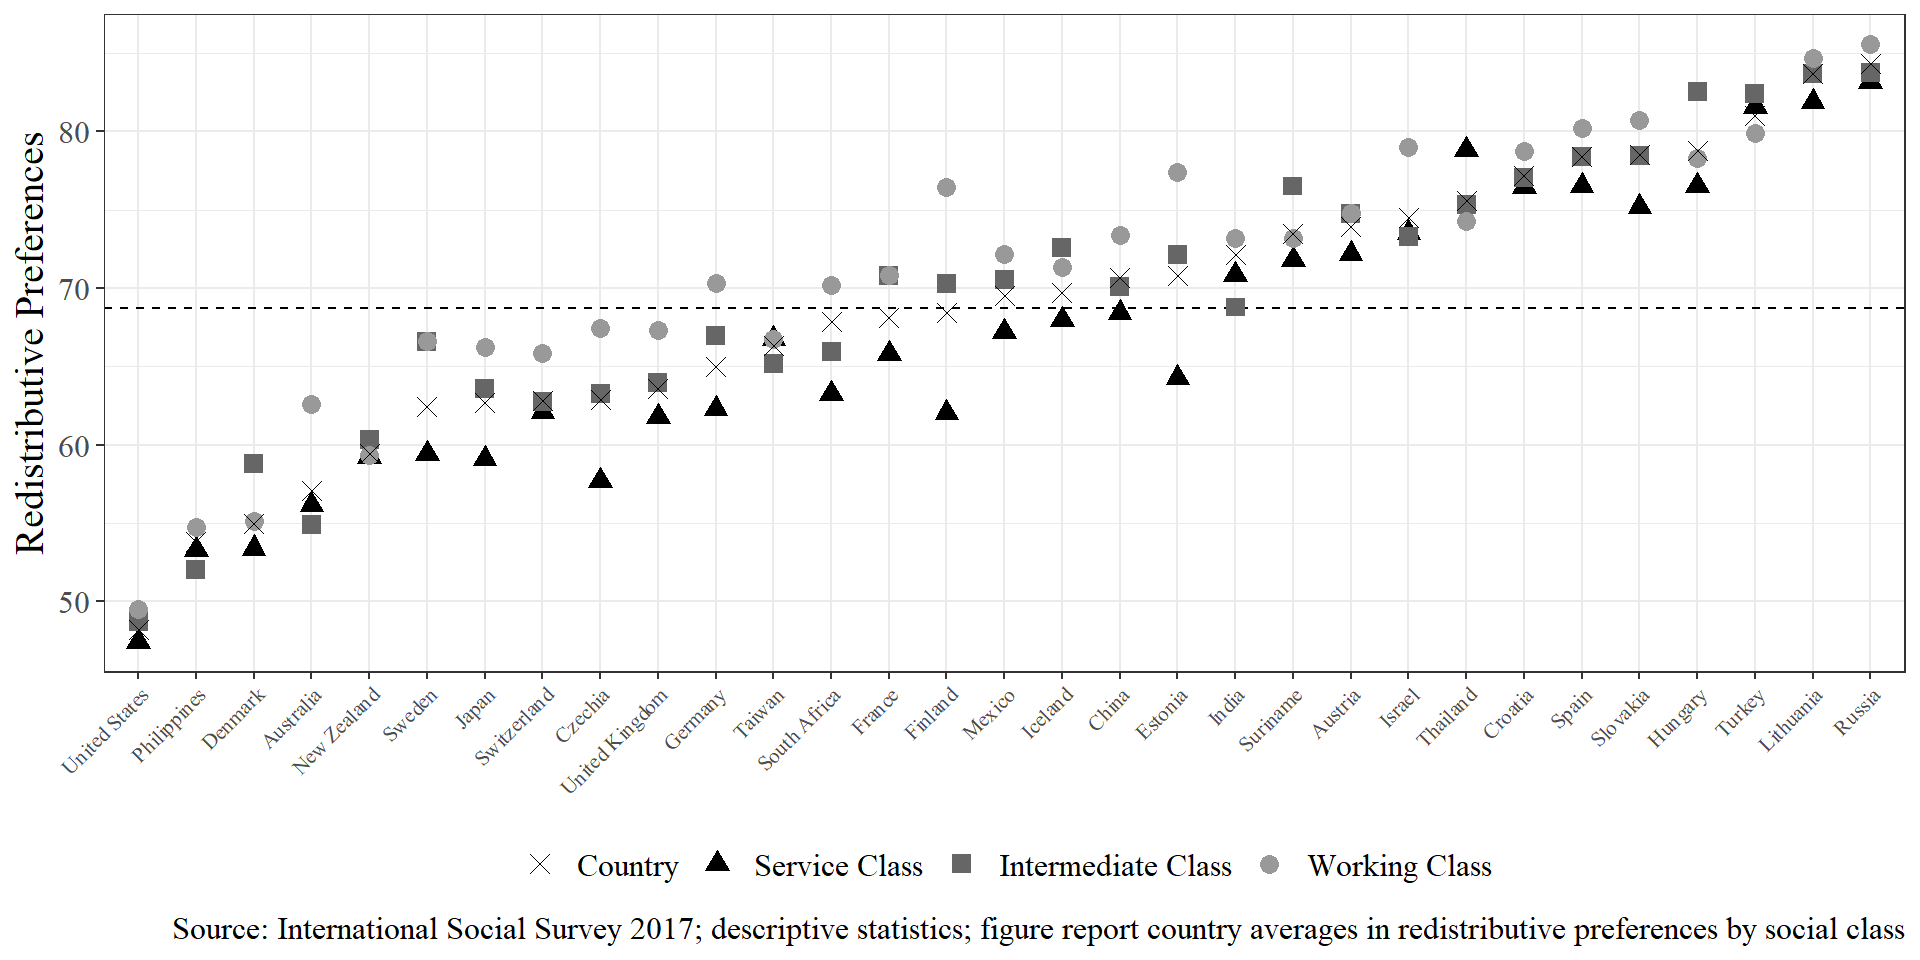 Redistributive Preferences
80
70
60
50
United States
Philippines
Denmark
Australia
New Zealand
Sweden
Japan
Switzerland
Czechia
United Kingdom
Germany
Taiwan
South Africa
France
Finland
Mexico
Iceland
China
Estonia
India
Suriname
Austria
Israel
Thailand
Croatia
Spain
Slovakia
Hungary
Turkey
Lithuania
Russia
Country Service Class Intermediate Class Working Class
Source: International Social Survey 2017; descriptive statistics; figure report country averages in redistributive preferences by social class